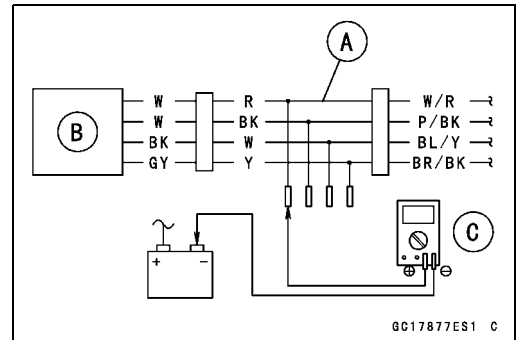 A
B
W R W/R
W BK P/BK
BK W BL/Y
GY Y BR/BK
C
+ −
⊕ ⊖
GC17877ES1 C